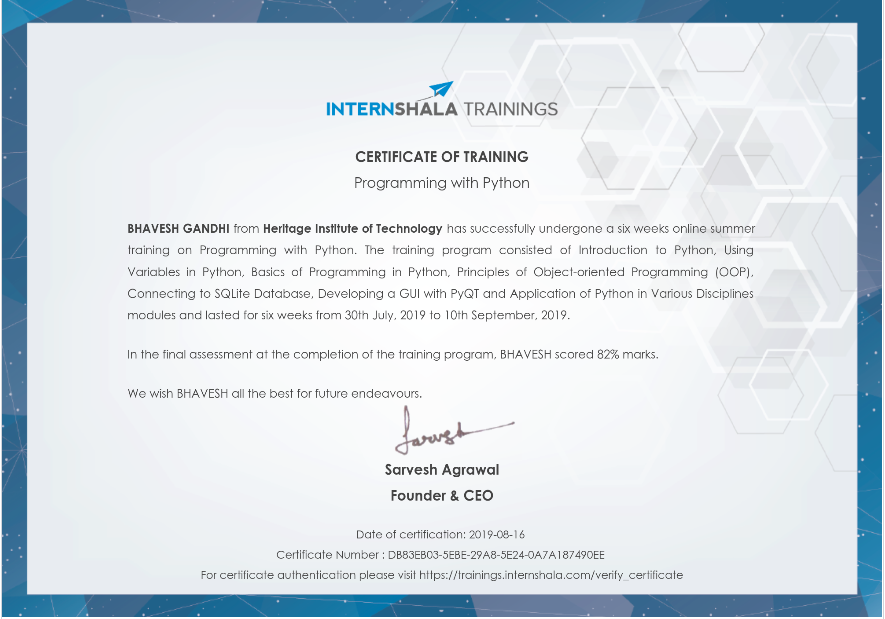 INTERNSHALA TRAININGS
CERTIFICATE OF TRAINING
Programming with Python
BHAVESH GANDHI from Heritage Institute of Technology has successfully undergone a six weeks online summer
training on Programming with Python. The training program consisted of Introduction to Python, Using
Variables in Python, Basics of Programming in Python, Principles of Object-oriented Programming (OOP),
Connecting to SQLite Database, Developing a GUI with PyQT and Application of Python in Various Disciplines
modules and lasted for six weeks from 30th July, 2019 to 10th September, 2019.
In the final assessment at the completion of the training program, BHAVESH scored 82% marks.
We wish BHAVESH all the best for future endeavours.
Sarvesh
Sarvesh Agrawal
Founder & CEO
Date of certification: 2019-08-16
Certificate Number : DB83EB03-5EBE-29A8-5E24-0A7A187490EE
For certificate authentication please visit https://trainings.internshala.com/verify_certificate